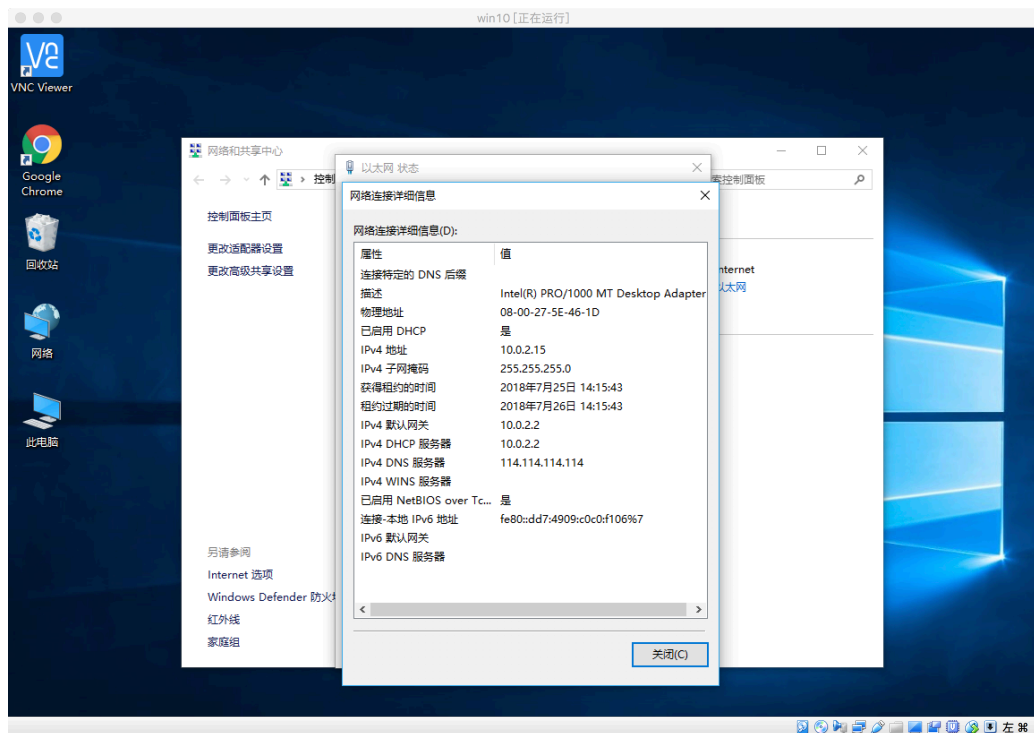 win10 [正在运行]
VNC Viewer
Google
Chrome
回收站
网络
此电脑
网络和共享中心
控制
索控制面板
控制面板主页
更改适配器设置
更改高级共享设置
另请参阅
Internet 选项
Windows Defender 防火
红外线
家庭组
nternet
以太网
以太网 状态
网络连接详细信息
网络连接详细信息(D):
属性 值
连接特定的 DNS 后缀
描述 Intel(R) PRO/1000 MT Desktop Adapter
物理地址 08-00-27-5E-46-1D
已启用 DHCP 是
IPv4 地址 10.0.2.15
IPv4 子网掩码 255.255.255.0
获得租约的时间 2018年7月25日 14:15:43
租约过期的时间 2018年7月26日 14:15:43
IPv4 默认网关 10.0.2.2
IPv4 DHCP 服务器 10.0.2.2
IPv4 DNS 服务器 114.114.114.114
IPv4 WINS 服务器
已启用 NetBIOS over Tc... 是
连接-本地 IPv6 地址 fe80::dd7:4909:c0c0:f106%7
IPv6 默认网关
IPv6 DNS 服务器
关闭(C)
左 ⌘